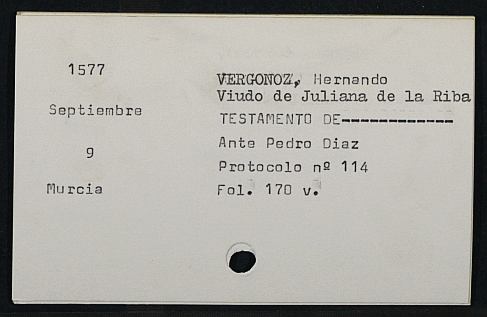 1577
Septiembre
9
Murcia
VERGONOZ, Hernando
Viudo de Juliana de la Riba
TESTAMENTO DE------------
Ante Pedro Diaz
Protocolo nº 114
Fol. 170 v.